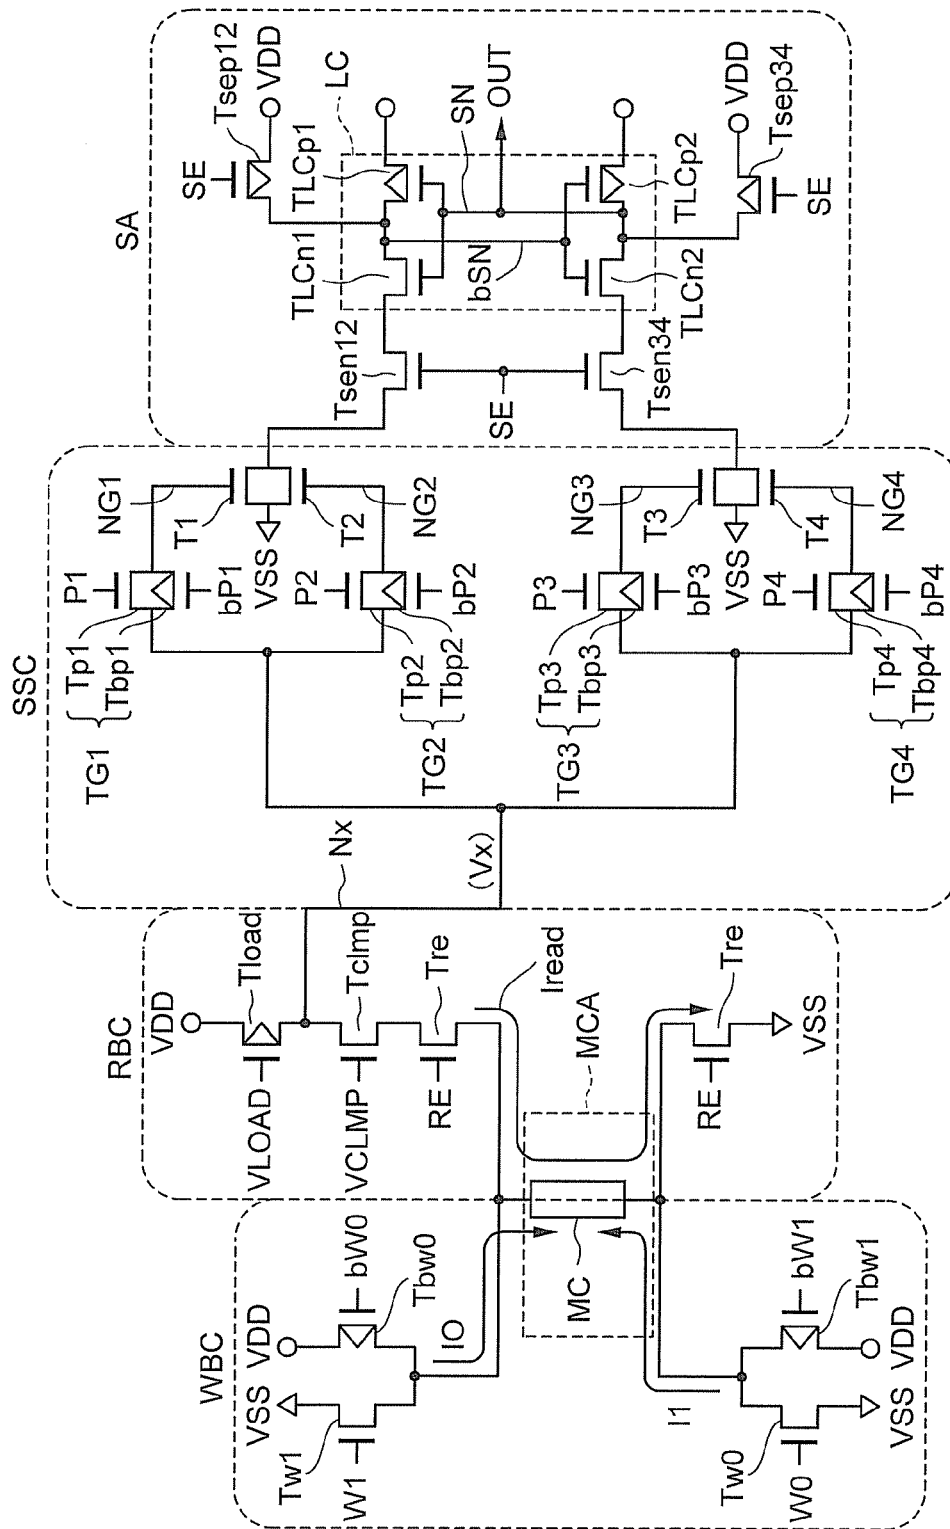 WBC
VSS
VDD
W1
bW0
Tw1
Tbw0
IO
MC
I1
Tw0
W0
VSS
VDD
Tbw1
bW1
RBC
VDD
VLOAD
Tload
VCLMP
Tclmp
RE
Tre
Iread
MCA
RE
Tre
VSS
SSC
Nx
(Vx)
TG1
Tp1
Tbp1
P1
bP1
NG1
T1
VSS
T2
NG2
P2
bP2
Tp2
Tbp2
TG2
TG3
Tp3
Tbp3
P3
bP3
NG3
T3
VSS
T4
NG4
P4
bP4
Tp4
Tbp4
TG4
SA
SE
Tsep12
VDD
TLCn1
TLCp1
LC
Tsen12
SE
bSN
SN
OUT
Tsen34
TLCn2
TLCp2
SE
Tsep34
VDD